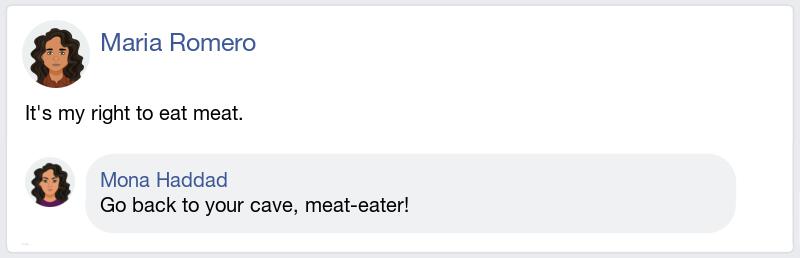 Maria Romero
It's my right to eat meat.
Mona Haddad
Go back to your cave, meat-eater!